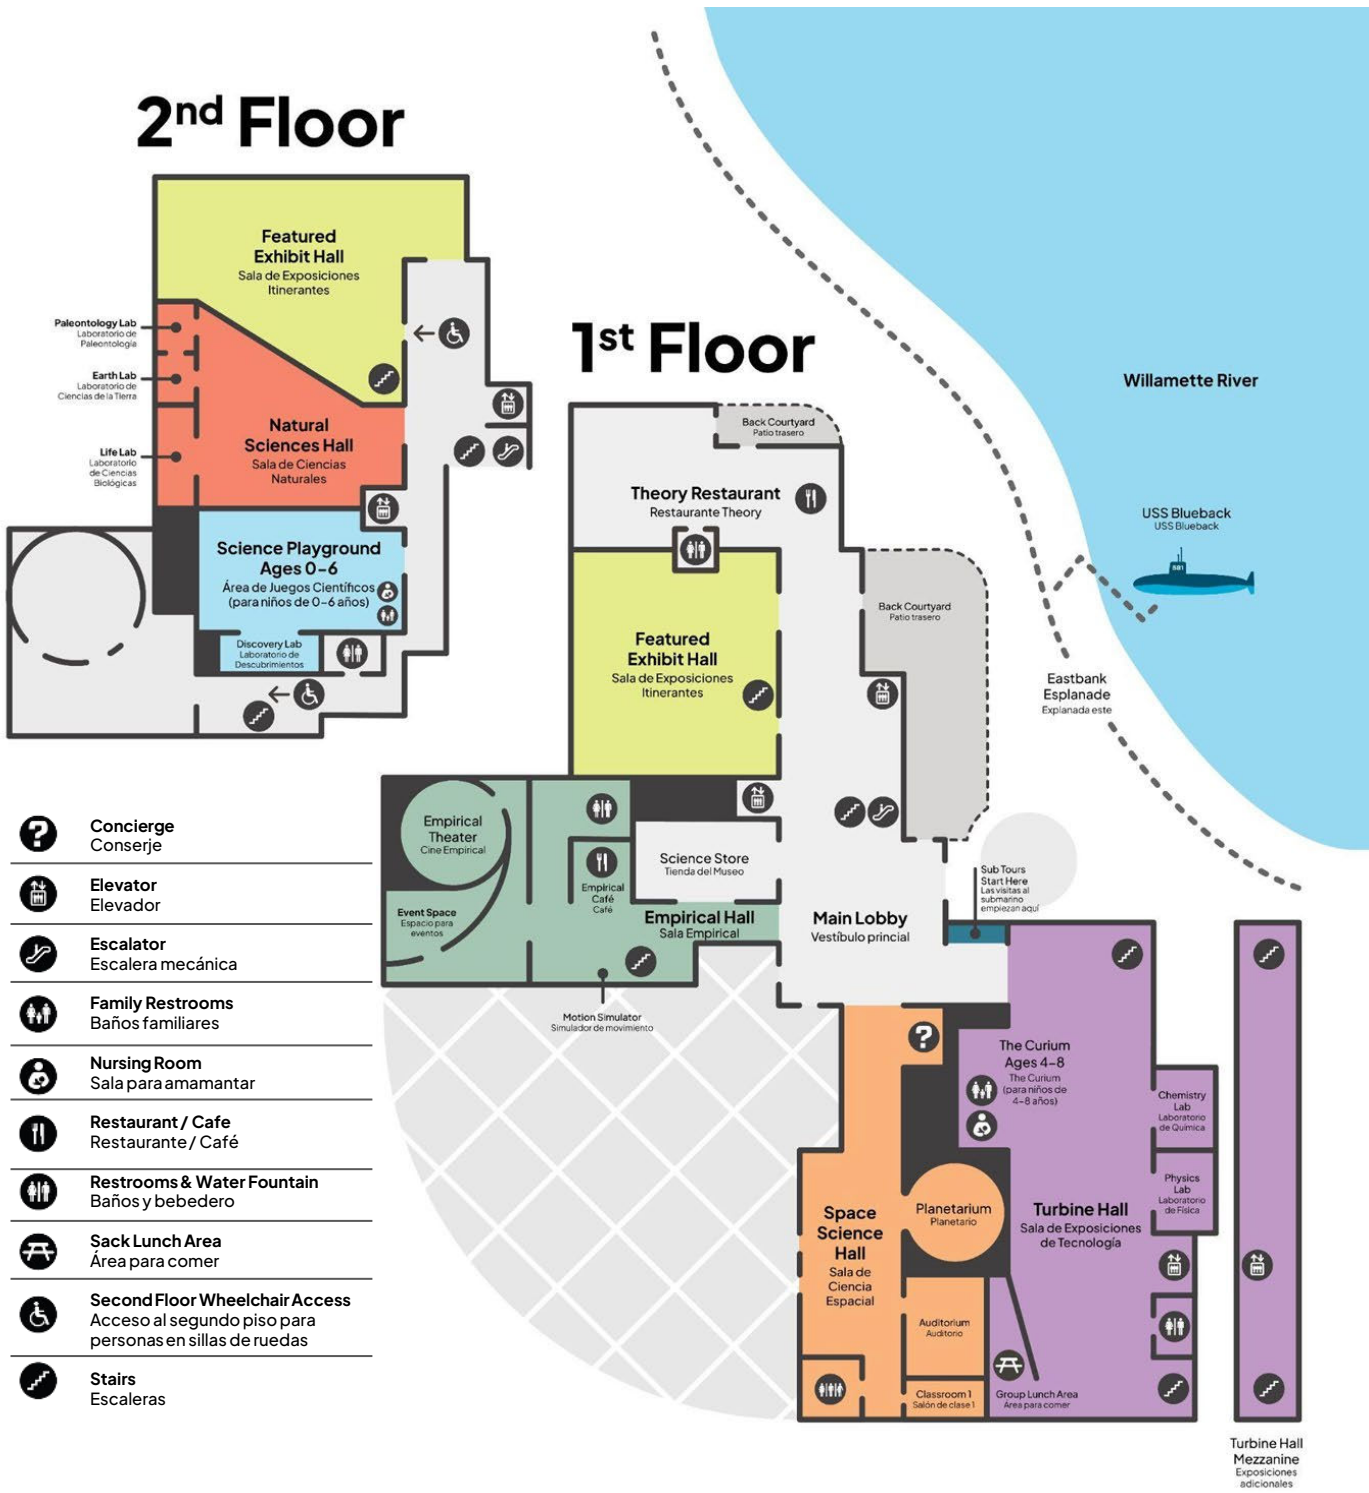 2nd Floor
Featured
Exhibit Hall
Sala de Exposiciones
Itinerantes
Paleontology Lab
Laboratorio de
Paleontología
Earth Lab
Laboratorio de
Ciencias de la Tierra
Natural
Sciences Hall
Sala de Ciencias
Naturales
Life Lab
Laboratorio
de Ciencias
Biológicas
Science Playground
Ages 0-6
Área de Juegos Científicos
(para niños de 0-6 años)
Discovery Lab
Laboratorio de
Descubrimientos
1st Floor
Back Courtyard
Patio trasero
Theory Restaurant
Restaurante Theory
Featured
Exhibit Hall
Sala de Exposiciones
Itinerantes
Back Courtyard
Patio trasero
Willamette River
USS Blueback
USS Blueback
581
Eastbank
Esplanade
Explanada este
Empirical
Theater
Cine Empirical
Event Space
Espacio para
eventos
Empirical
Café
Café
Science Store
Tienda del Museo
Empirical Hall
Sala Empirical
Motion Simulator
Simulador de movimiento
Main Lobby
Vestíbulo princial
Sub Tours
Start Here
Las visitas al
submarino
empiezan aquí
The Curium
Ages 4-8
The Curium
(para niños de
4-8 años)
Chemistry
Lab
Laboratorio
de Química
Physics
Lab
Laboratorio
de Física
Turbine Hall
Sala de Exposiciones
de Tecnología
Planetarium
Planetario
Space
Science
Hall
Sala de
Ciencia
Espacial
Auditorium
Auditorio
Classroom 1
Salón de clase 1
Group Lunch Area
Área para comer
Turbine Hall
Mezzanine
Exposiciones
adicionales
?
?
Concierge
Conserje
Elevator
Elevador
Escalator
Escalera mecánica
Family Restrooms
Baños familiares
Nursing Room
Sala para amamantar
Restaurant / Cafe
Restaurante / Café
Restrooms & Water Fountain
Baños y bebedero
Sack Lunch Area
Área para comer
Second Floor Wheelchair Access
Acceso al segundo piso para
personas en sillas de ruedas
Stairs
Escaleras